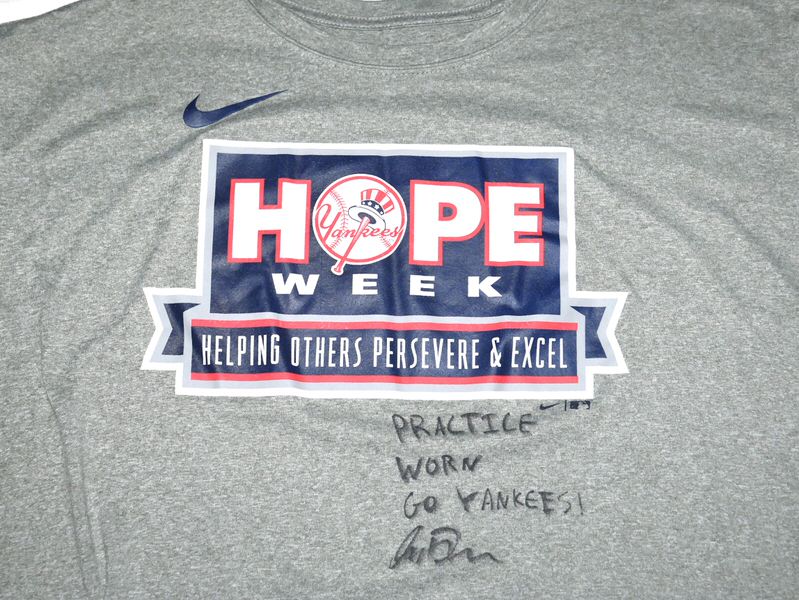 HOPE
Yankees
WEEK
HELPING OTHERS PERSEVERE & EXCEL
PRACTICE
WORN
GO YANKEES!